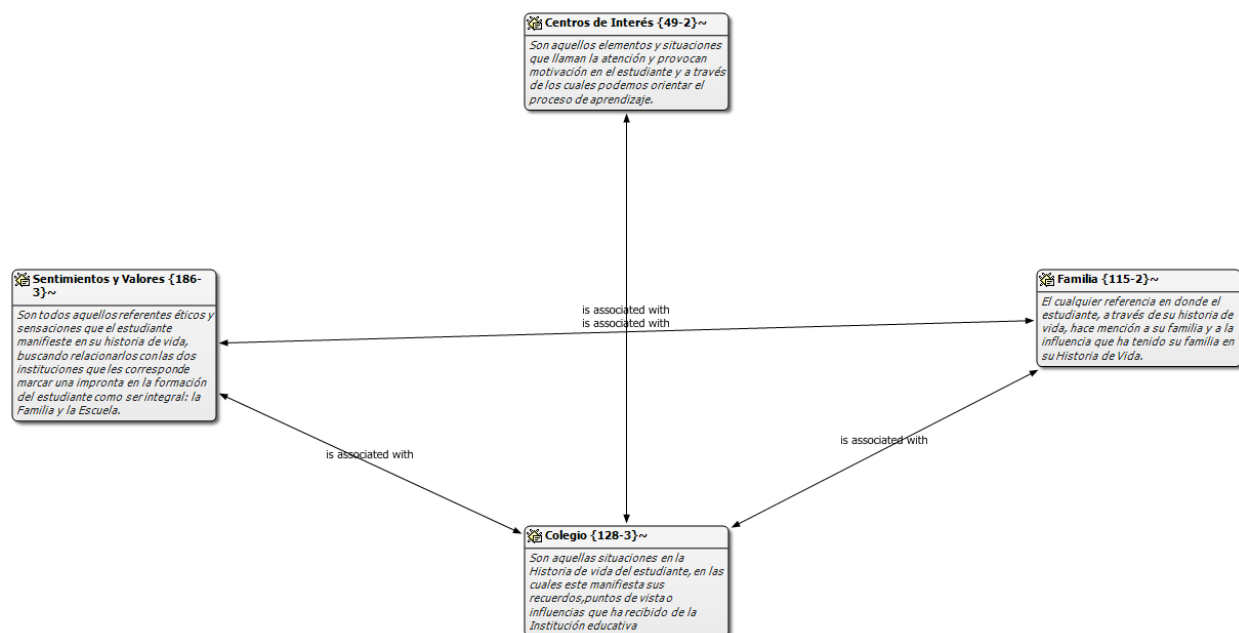 Centros de Interés {49-2}~
Son aquellos elementos y situaciones
que llaman la atención y provocan
motivación en el estudiante y a través
de los cuales podemos orientar el
proceso de aprendizaje.
Sentimientos y Valores {186-
3}~
Son todos aquellos referentes éticos y
sensaciones que el estudiante
manifieste en su historia de vida,
buscando relacionarlos con las dos
instituciones que les corresponde
marcar una impronta en la formación
del estudiante como ser integral: la
Familia y la Escuela.
is associated with
is associated with
Familia {115-2}~
El cualquier referencia en donde el
estudiante, a través de su historia de
vida, hace mención a su familia y a la
influencia que ha tenido su familia en
su Historia de Vida.
is associated with
is associated with
Colegio {128-3}~
Son aquellas situaciones en la
Historia de vida del estudiante, en las
cuales este manifiesta sus
recuerdos,puntos de vista o
influencias que ha recibido de la
Institución educativa